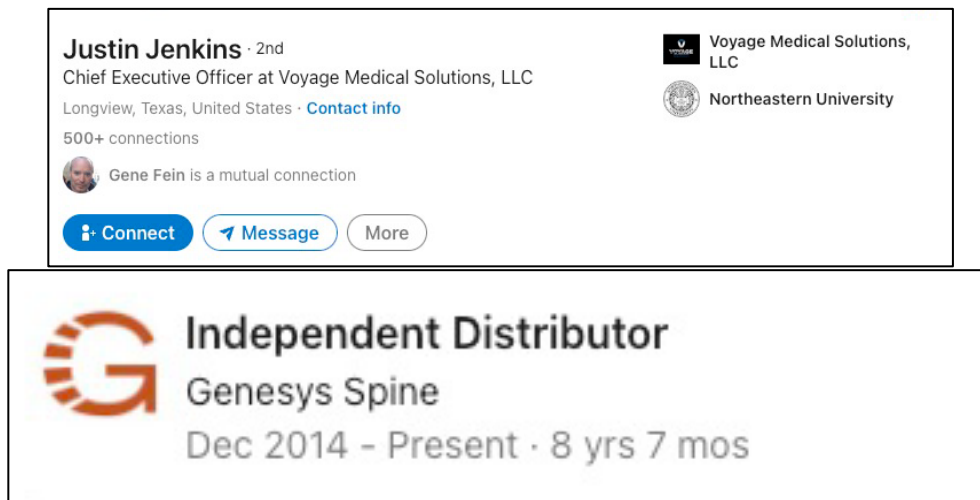 Justin Jenkins · 2nd
Chief Executive Officer at Voyage Medical Solutions, LLC
Longview, Texas, United States · Contact info
500+ connections
Gene Fein is a mutual connection
Connect
Message
More
VOYAGE
Voyage Medical Solutions,
LLC
Northeastern University
G
Independent Distributor
Genesys Spine
Dec 2014 - Present · 8 yrs 7 mos